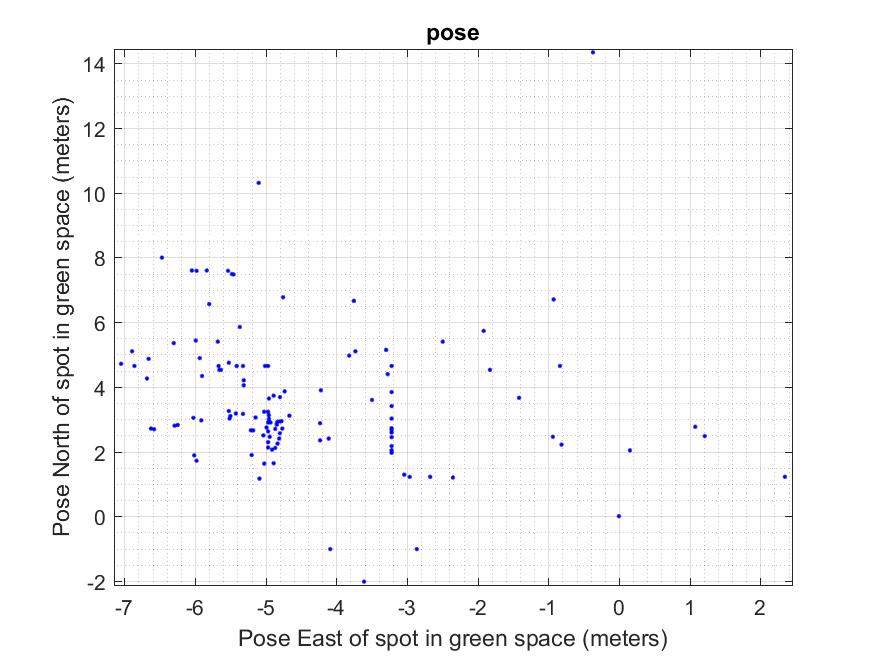 pose
14
12
10
8
6
4
2
0
-2
Pose North of spot in green space (meters)
-7 -6 -5 -4 -3 -2 -1 0 1 2
Pose East of spot in green space (meters)